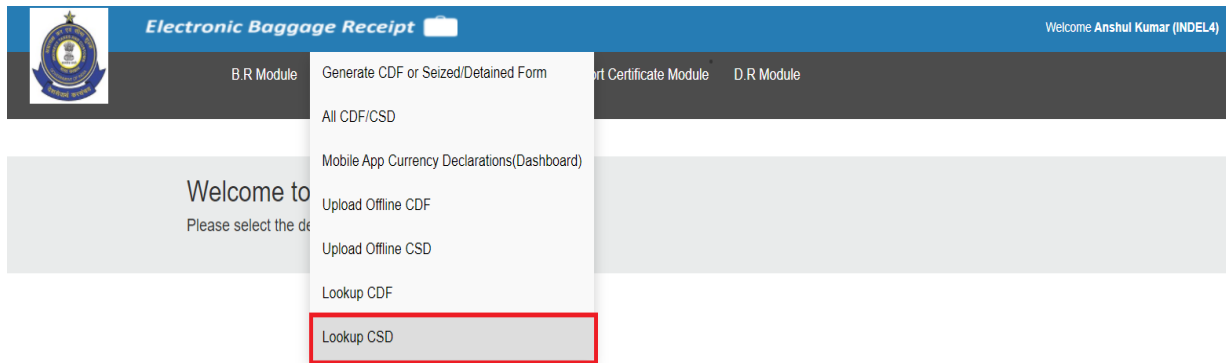 Electronic Baggage Receipt
Welcome Anshul Kumar (INDEL4)
B.R Module
Generate CDF or Seized/Detained Form
rt Certificate Module
D.R Module
All CDF/CSD
Mobile App Currency Declarations(Dashboard)
Welcome to
Upload Offline CDF
Please select the de
Upload Offline CSD
Lookup CDF
Lookup CSD